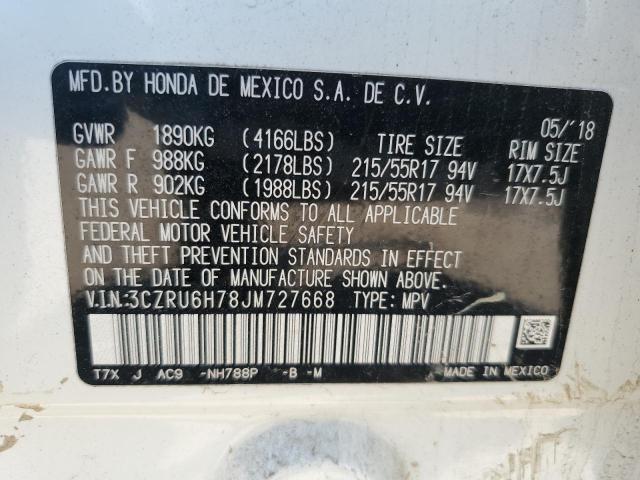 MFD.BY HONDA DE MEXICO S.A. DE C.V.
05/'18
GVWR 1890KG (4166LBS) TIRE SIZE RIM SIZE
GAWR F 988KG (2178LBS) 215/55R17 94V 17X7.5J
GAWR R 902KG (1988LBS) 215/55R17 94V 17X7.5J
THIS VEHICLE CONFORMS TO ALL APPLICABLE
FEDERAL MOTOR VEHICLE SAFETY
AND THEFT PREVENTION STANDARDS IN EFFECT
ON THE DATE OF MANUFACTURE SHOWN ABOVE.
V.I.N.:3CZRU6H78JM727668 TYPE: MPV
T7X J AC9 -NH788P -B -M MADE IN MEXICO